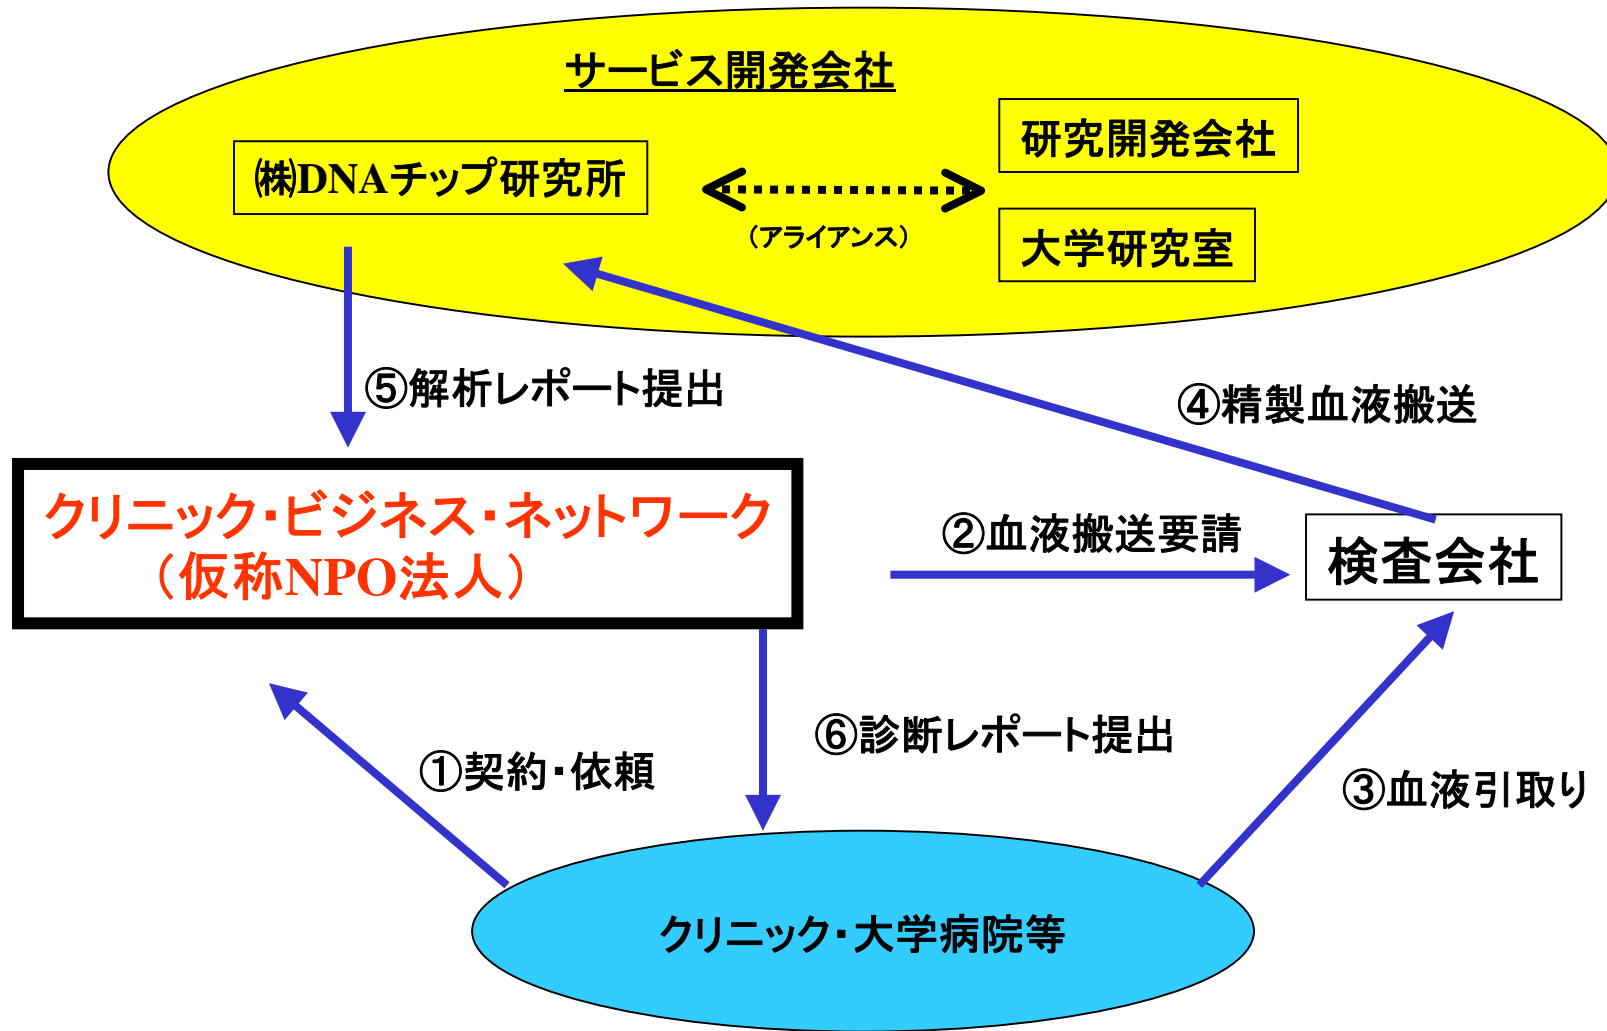 サービス開発会社
研究開発会社
㈱DNAチップ研究所
(アライアンス)
大学研究室
⑤解析レポート提出
④精製血液搬送
クリニック・ビジネス・ネットワーク
(仮称NPO法人)
②血液搬送要請
検査会社
⑥診断レポート提出
①契約・依頼
③血液引取り
クリニック・大学病院等